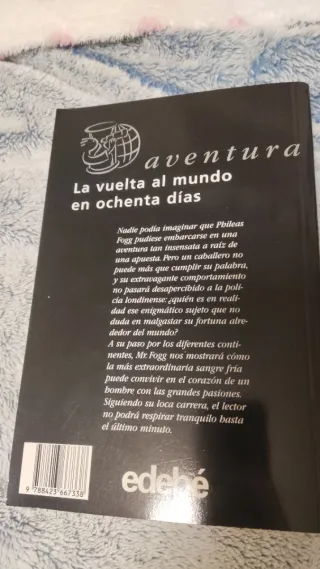 aventura
La vuelta al mundo
en ochenta días
Nadie podía imaginar que Phileas
Fogg pudiese embarcarse en una
aventura tan insensata a raíz de
una apuesta. Pero un caballero no
puede más que cumplir su palabra,
y su extravagante comportamiento
no pasará desapercibido a la poli-
cía londinense: ¿quién es en reali-
dad ese enigmático sujeto que no
duda en malgastar su fortuna alre-
dedor del mundo?
A su paso por los diferentes conti-
nentes, Mr. Fogg nos mostrará cómo
la más extraordinaria sangre fría
puede convivir en el corazón de un
hombre con las grandes pasiones.
Siguiendo su loca carrera, el lector
no podrá respirar tranquilo hasta
el último minuto.
edebé
9 788423 667338